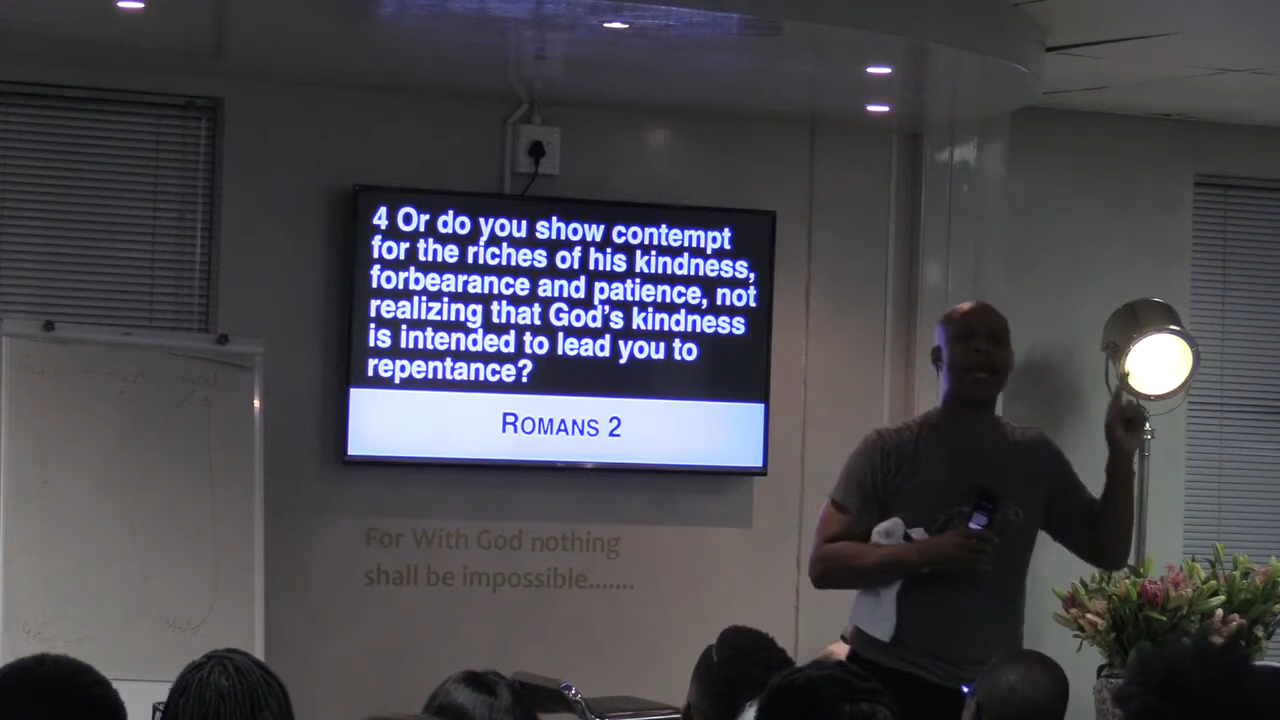 4 Or do you show contempt
for the riches of his kindness,
forbearance and patience, not
realizing that God's kindness
is intended to lead you to
repentance?
ROMANS 2
For With God nothing
shall be impossible.......